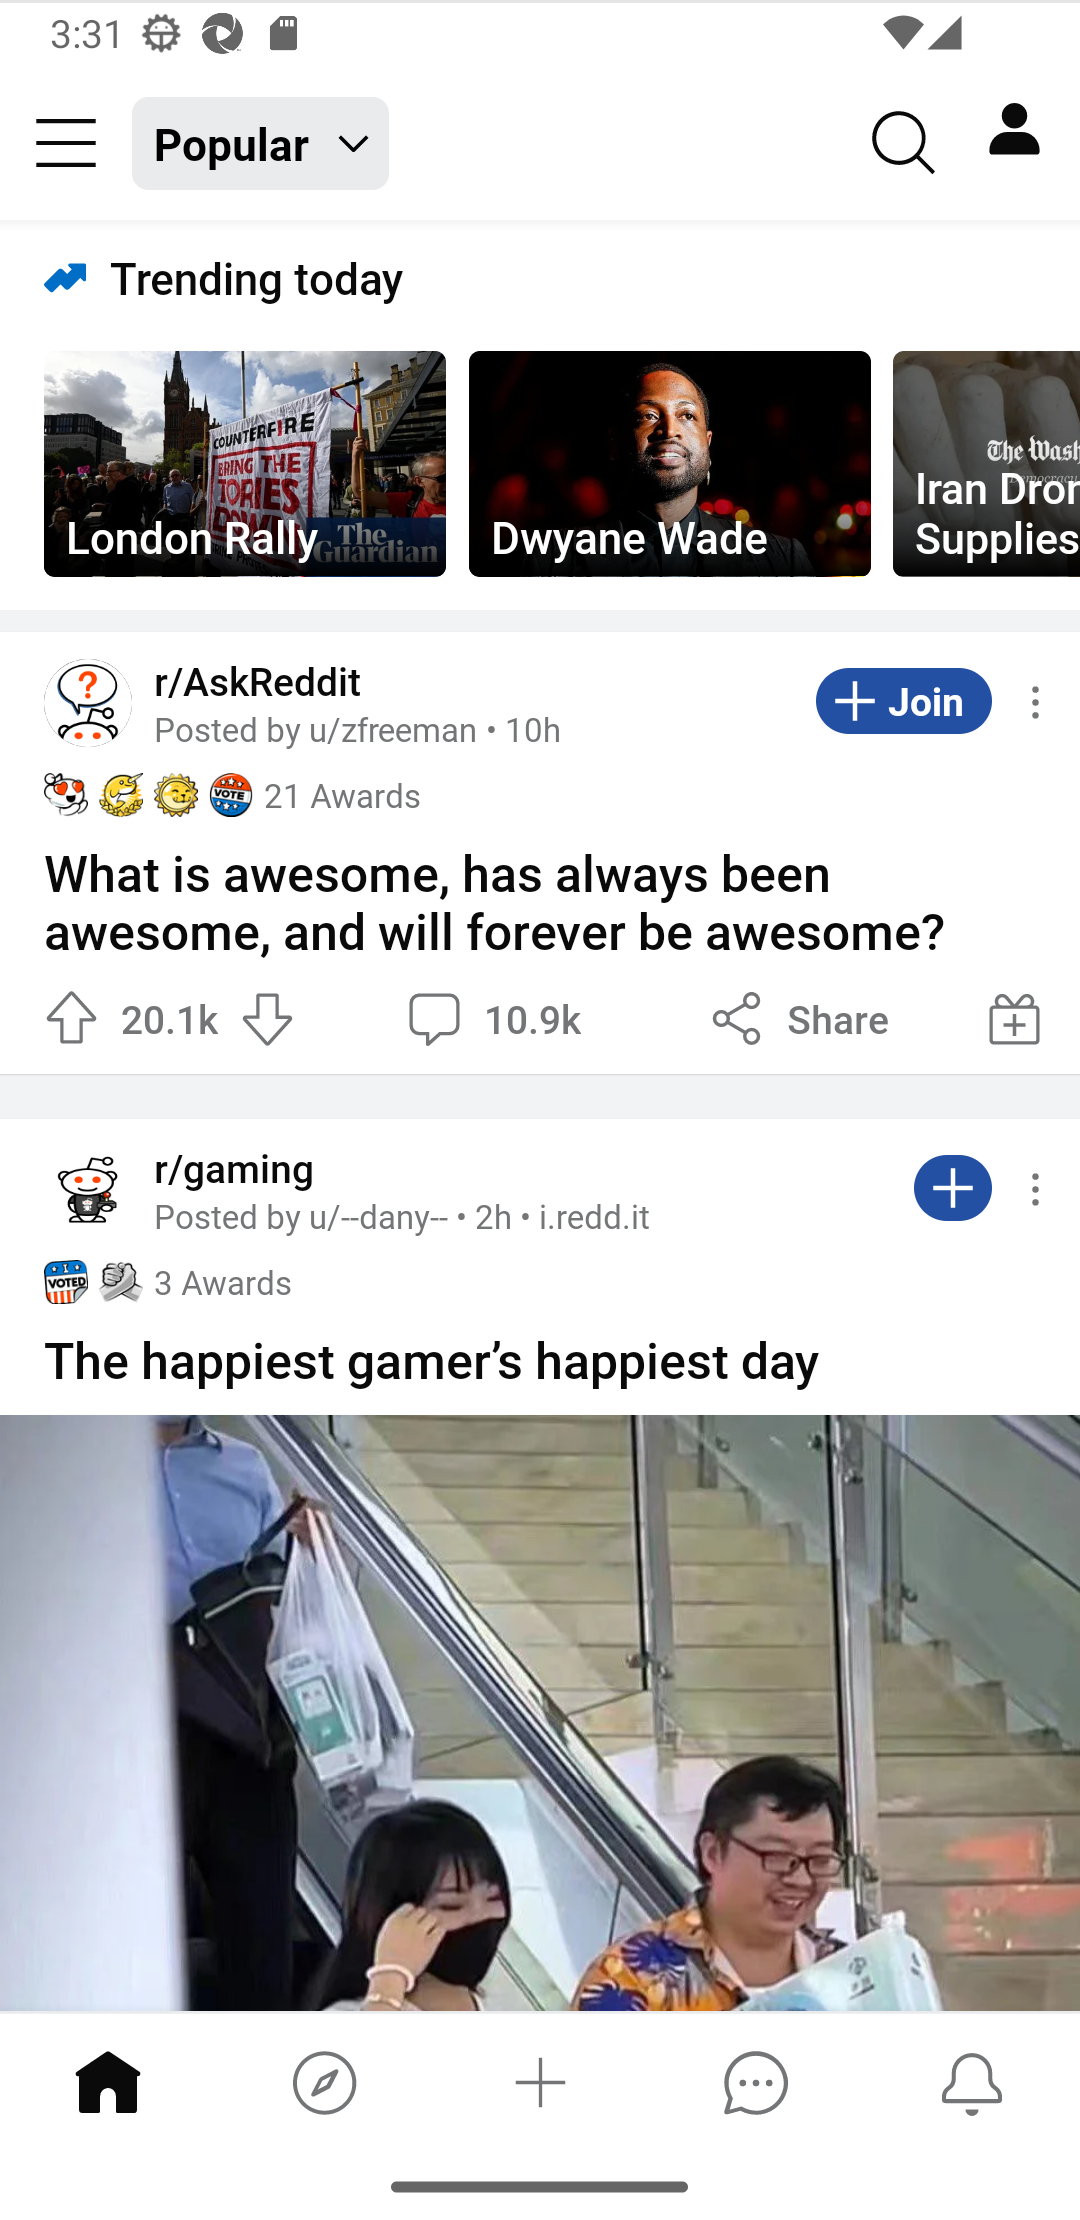 3:31
Popular
Trending today
COUNTERFIRE
BRING THE
TORIES
London Rally
The
Guardian
Dwyane Wade
The Wash
Iran Dron
Supplies
r/AskReddit
Posted by u/zfreeman • 10h
+ Join
VOTE
21 Awards
What is awesome, has always been
awesome, and will forever be awesome?
20.1k
10.9k
Share
r/gaming
Posted by u/--dany-- • 2h • i.redd.it
I
VOTED
3 Awards
The happiest gamer’s happiest day